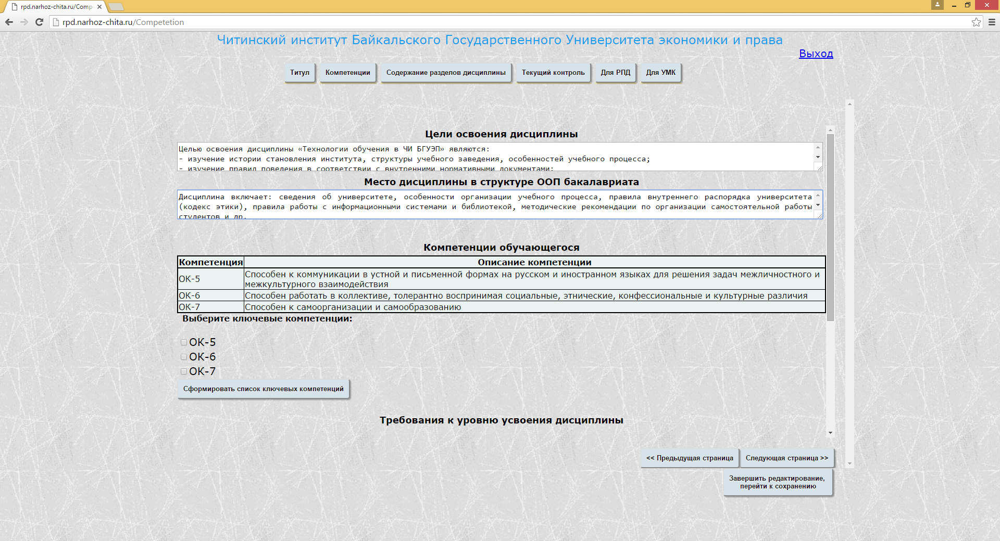 rpd.narhoz-chita.ru/Comp
rpd.narhoz-chita.ru/Competetion
Читинский институт Байкальского Государственного Университета экономики и права
Выход
Титул
Компетенции
Содержание разделов дисциплины
Текущий контроль
Для РПД
Для УМК
Цели освоения дисциплины
Целью освоения дисциплины «Технологии обучения в ЧИ БГУЭП» являются:
- изучение истории становления института, структуры учебного заведения, особенностей учебного процесса;
- изучение правил поведения в соответствии с внутренними нормативными документами;
Место дисциплины в структуре ООП бакалавриата
Дисциплина включает: сведения об университете, особенности организации учебного процесса, правила внутреннего распорядка университета
(кодекс этики), правила работы с информационными системами и библиотекой, методические рекомендации по организации самостоятельной работы
студентов и др.
Компетенции обучающегося
Компетенция Описание компетенции
ОК-5 Способен к коммуникации в устной и письменной формах на русском и иностранном языках для решения задач межличностного и
межкультурного взаимодействия
ОК-6 Способен работать в коллективе, толерантно воспринимая социальные, этнические, конфессиональные и культурные различия
ОК-7 Способен к самоорганизации и самообразованию
Выберите ключевые компетенции:
ОК-5
ОК-6
ОК-7
Сформировать список ключевых компетенций
Требования к уровню усвоения дисциплины
<< Предыдущая страница
Следующая страница >>
Завершить редактирование,
перейти к сохранению